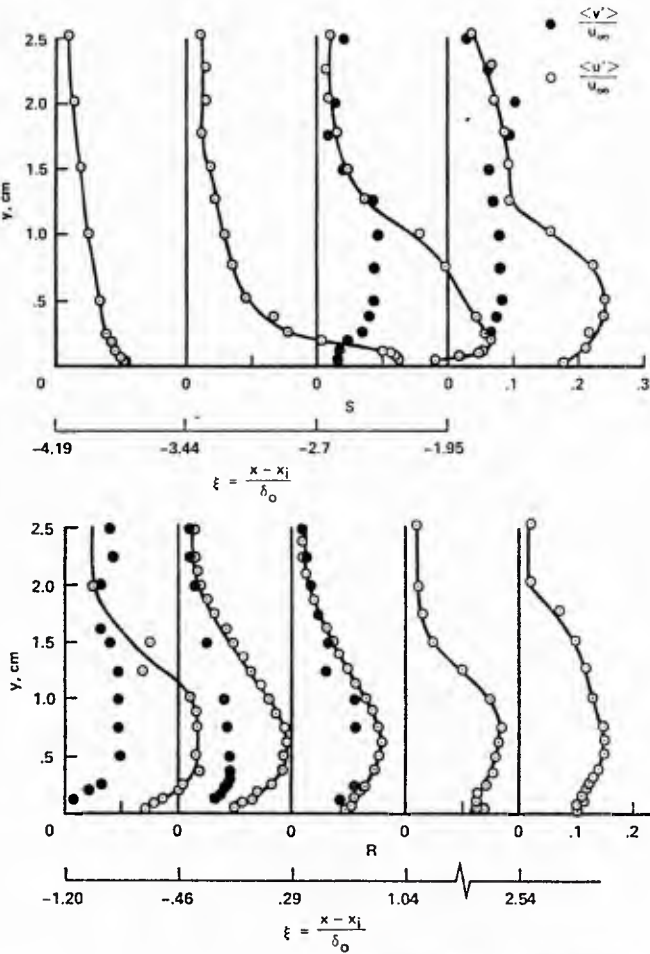 <v'>
u∞
<u'>
u∞
2.5
2.0
1.5
1.0
.5
0
y, cm
0 0 0 .1 .2 .3
S
-4.19 -3.44 -2.7 -1.95
ξ = x – xi
δo
2.5
2.0
1.5
1.0
.5
0
y, cm
0 0 0 0 .1 .2
R
-1.20 -.46 .29 1.04 2.54
ξ = x – xi
δo